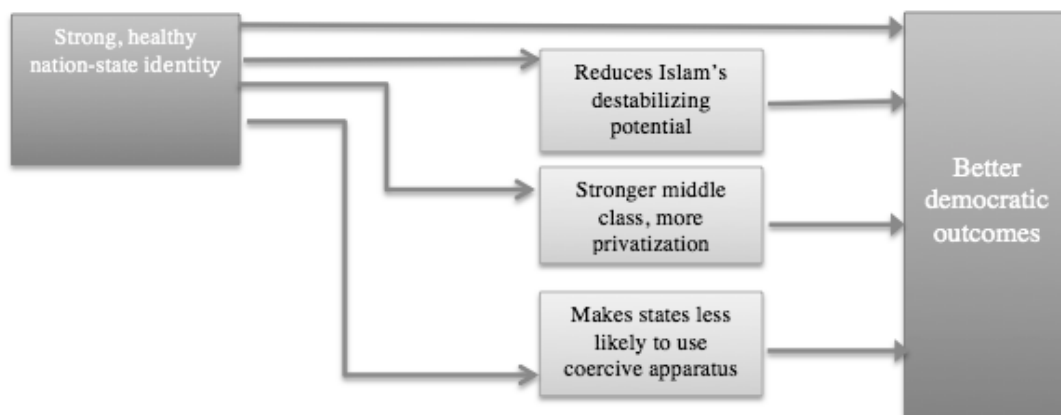 Strong, healthy
nation-state identity
Reduces Islam's
destabilizing
potential
Stronger middle
class, more
privatization
Makes states less
likely to use
coercive apparatus
Better
democratic
outcomes